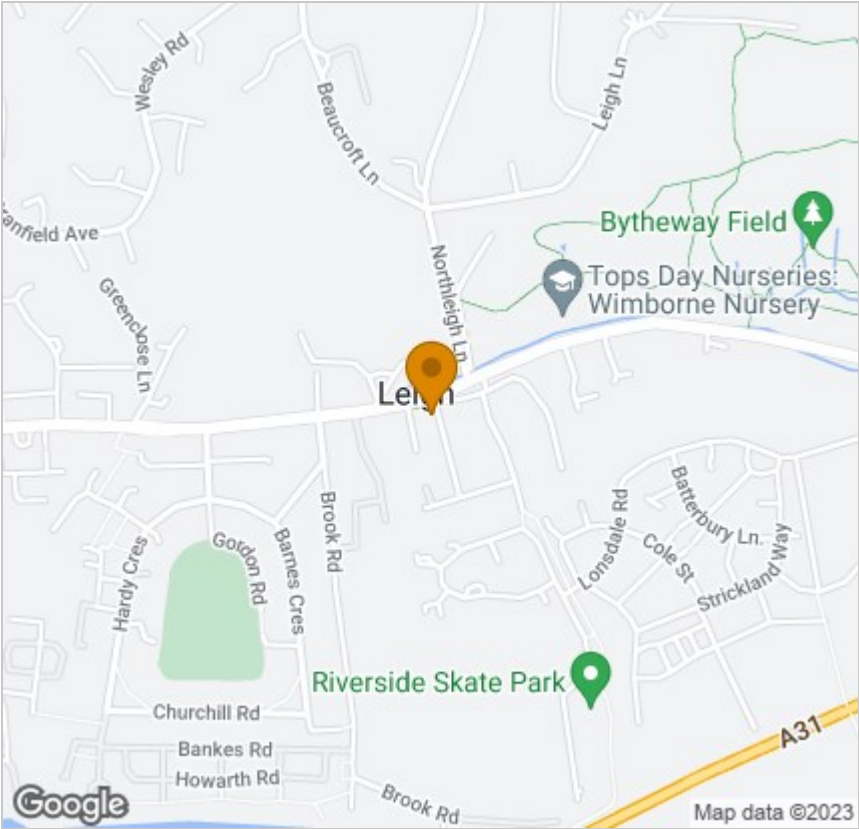 Wesley Rd
Beaucroft Ln
Leigh Ln
Bytheway Field
ranfield Ave
Northleigh Ln
Tops Day Nurseries:
Wimborne Nursery
Greenclose Ln
Leigh
Batterbury Ln.
Lonsdale Rd
Brook Rd
Cole St
Strickland Way
Gordon Rd
Barnes Cres
Hardy Cres
Riverside Skate Park
Churchill Rd
A31
Bankes Rd
Howarth Rd
Brook Rd
Google
Map data ©2023